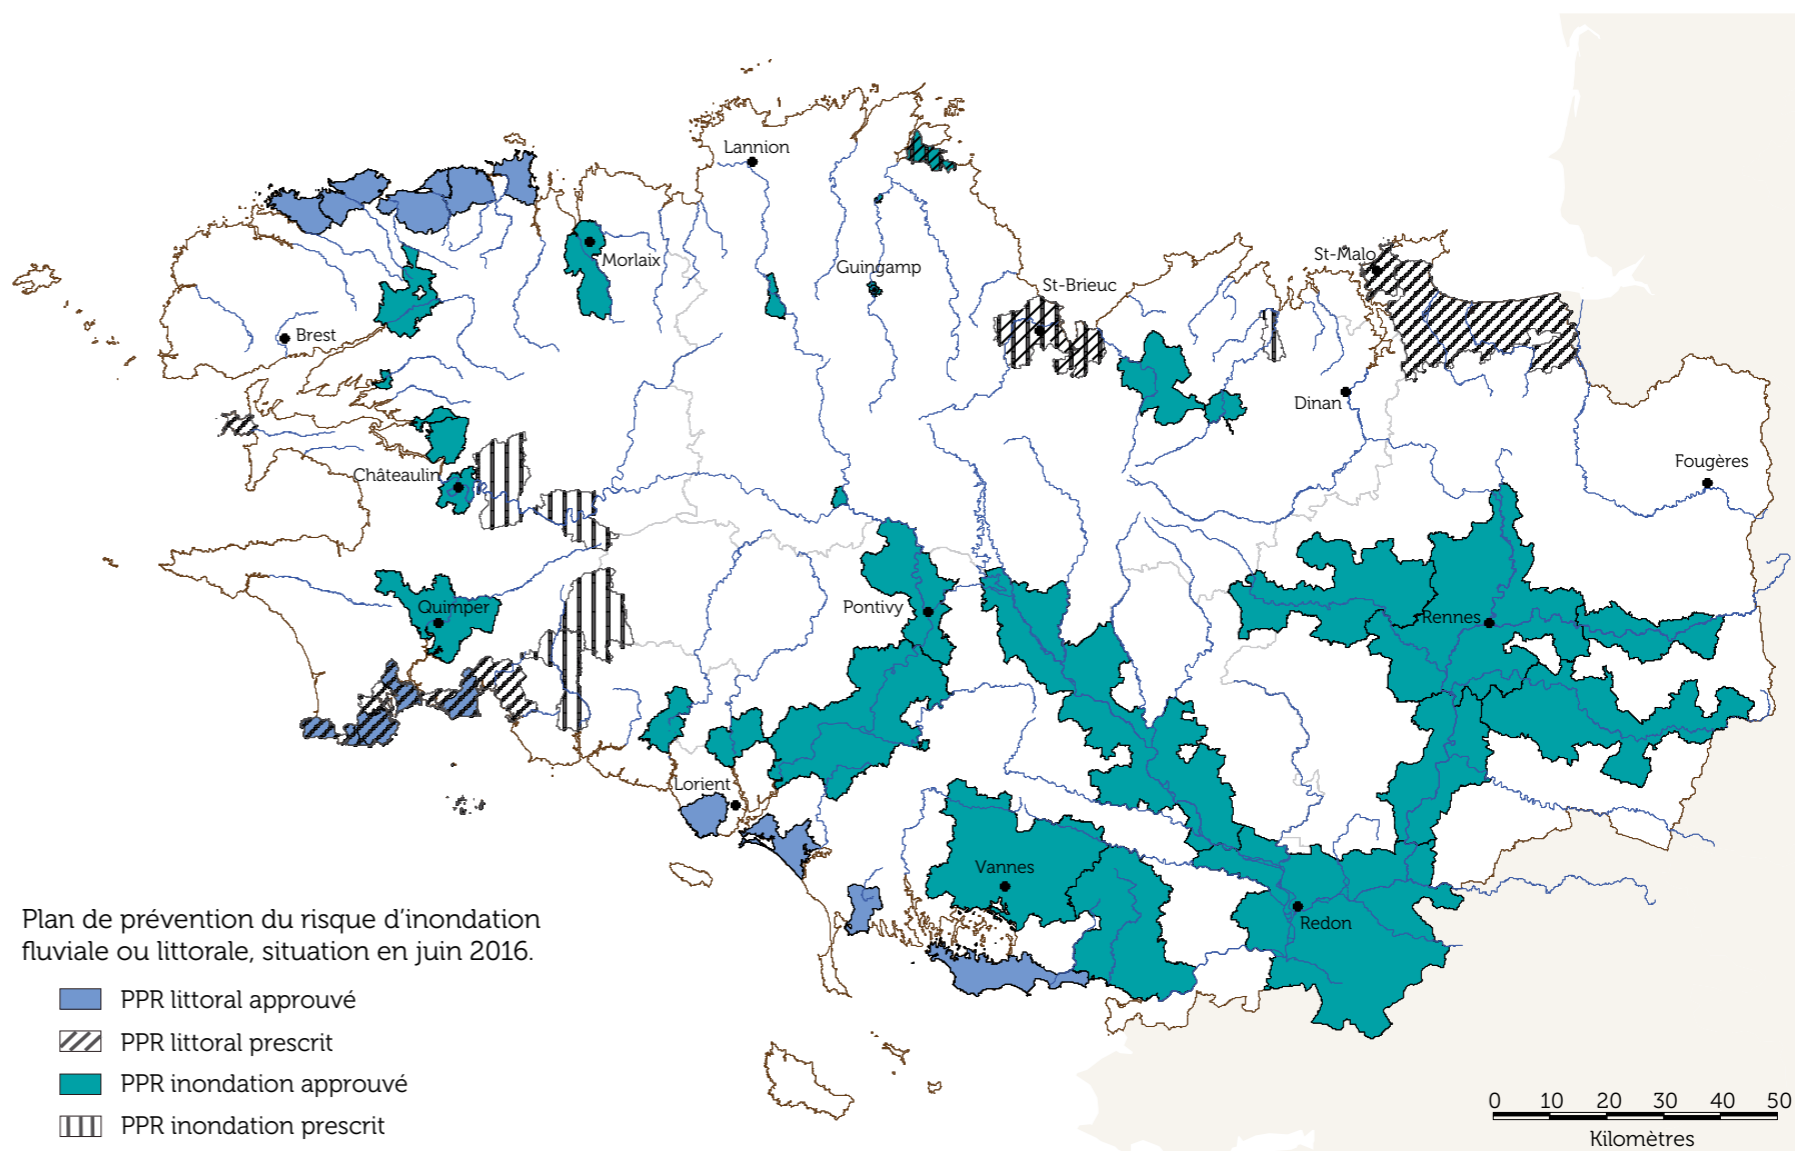 Lannion
Morlaix
Guingamp
St-Malo
St-Brieuc
Brest
Dinan
Fougères
Châteaulin
Quimper
Pontivy
Rennes
Lorient
Vannes
Redon
Plan de prévention du risque d’inondation
fluviale ou littorale, situation en juin 2016.
PPR littoral approuvé
PPR littoral prescrit
PPR inondation approuvé
PPR inondation prescrit
0 10 20 30 40 50
Kilomètres